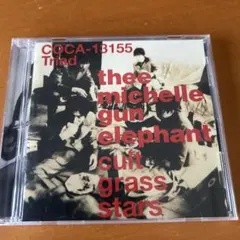 COCA-13155
Triad
thee
michelle
gun
elephant
cult
grass
stars